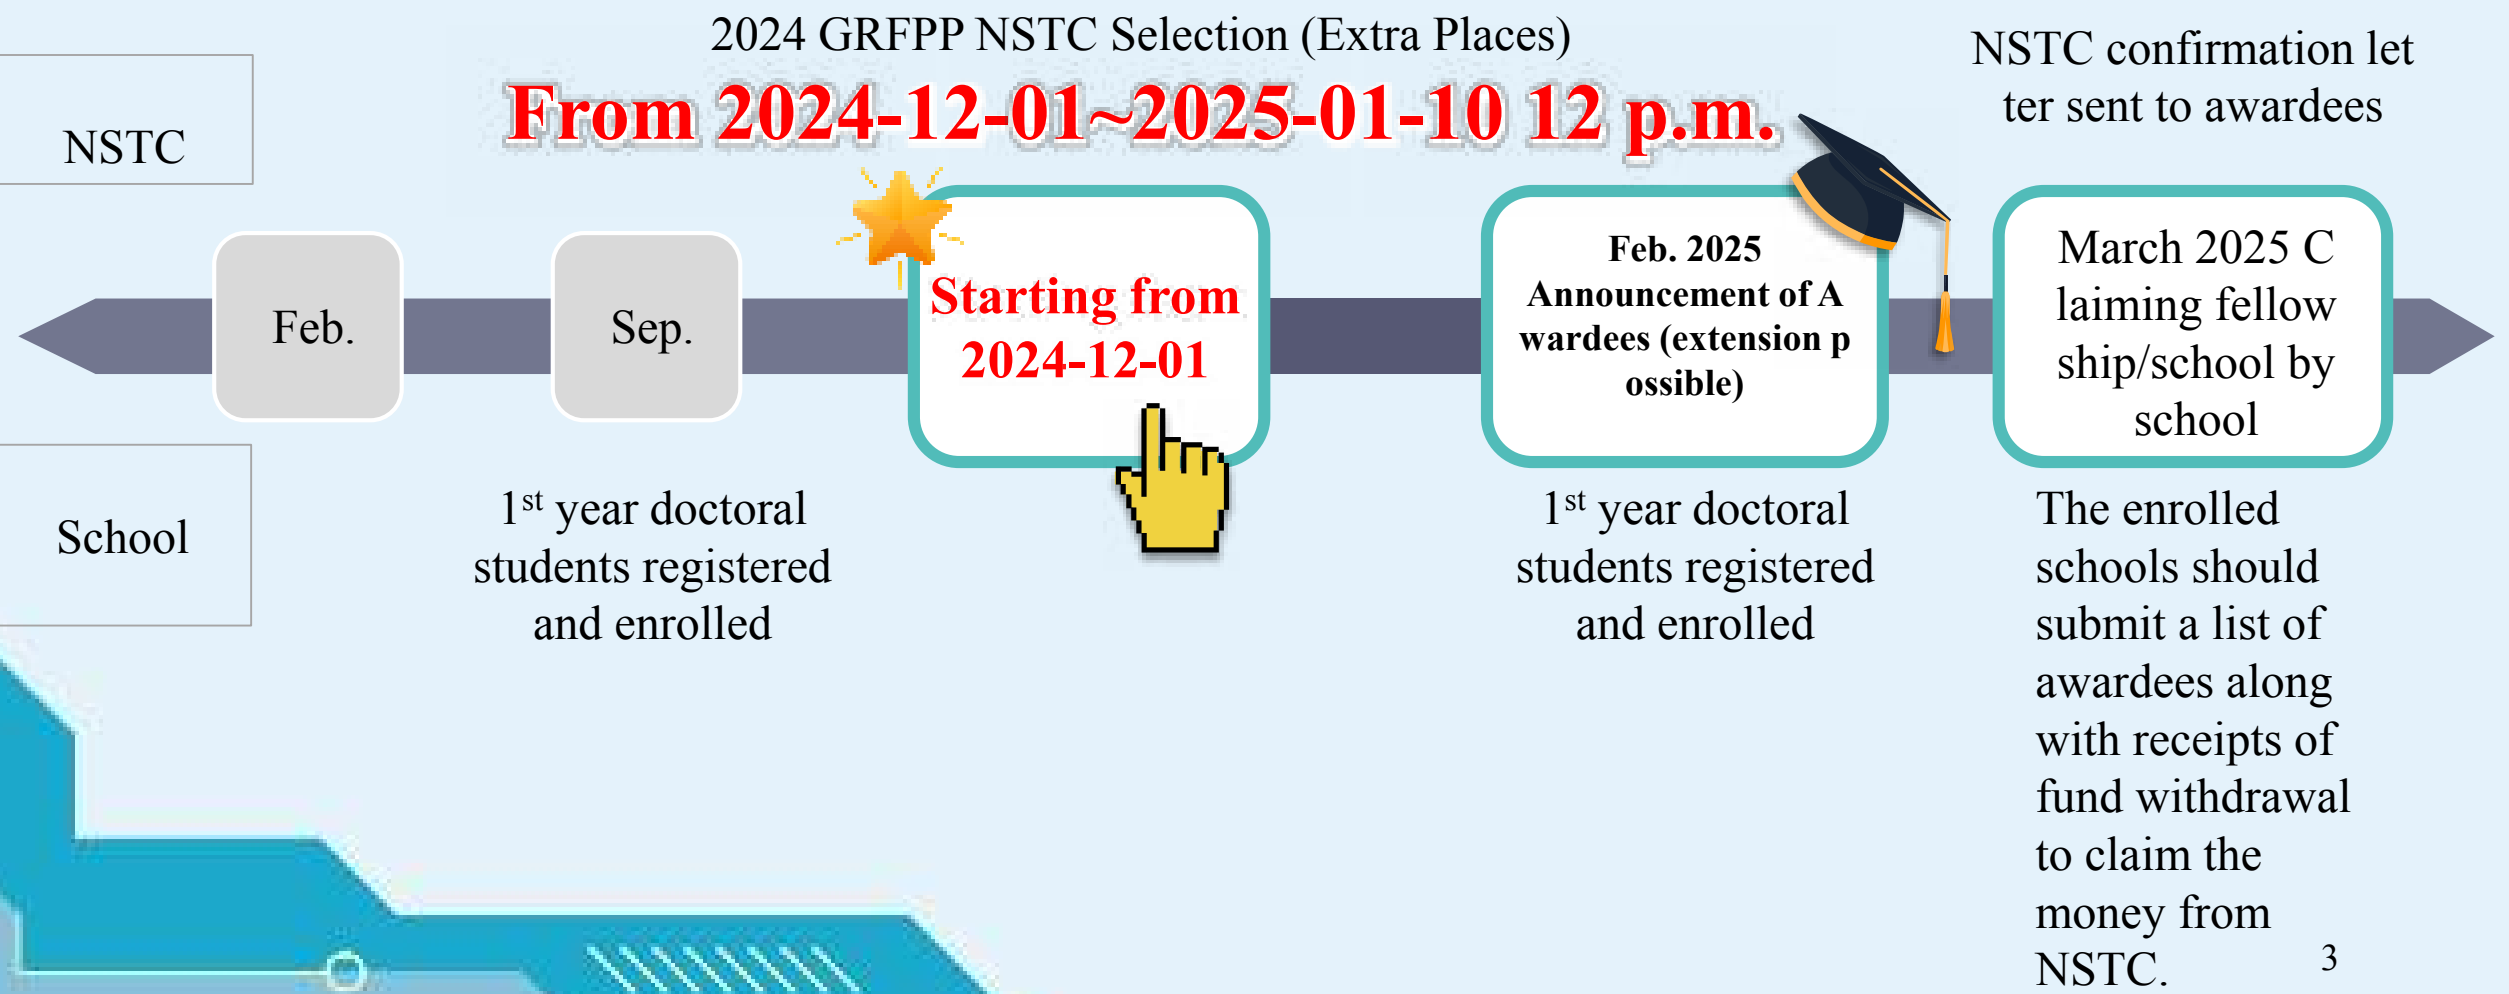 2024 GRFPP NSTC Selection (Extra Places)
From 2024-12-01~2025-01-10 12 p.m.
NSTC confirmation let
ter sent to awardees
NSTC
Feb.
Sep.
Starting from
2024-12-01
Feb. 2025
Announcement of A
wardees (extension p
ossible)
March 2025 C
laiming fellow
ship/school by
school
School
1st year doctoral
students registered
and enrolled
1st year doctoral
students registered
and enrolled
The enrolled
schools should
submit a list of
awardees along
with receipts of
fund withdrawal
to claim the
money from
NSTC.
3